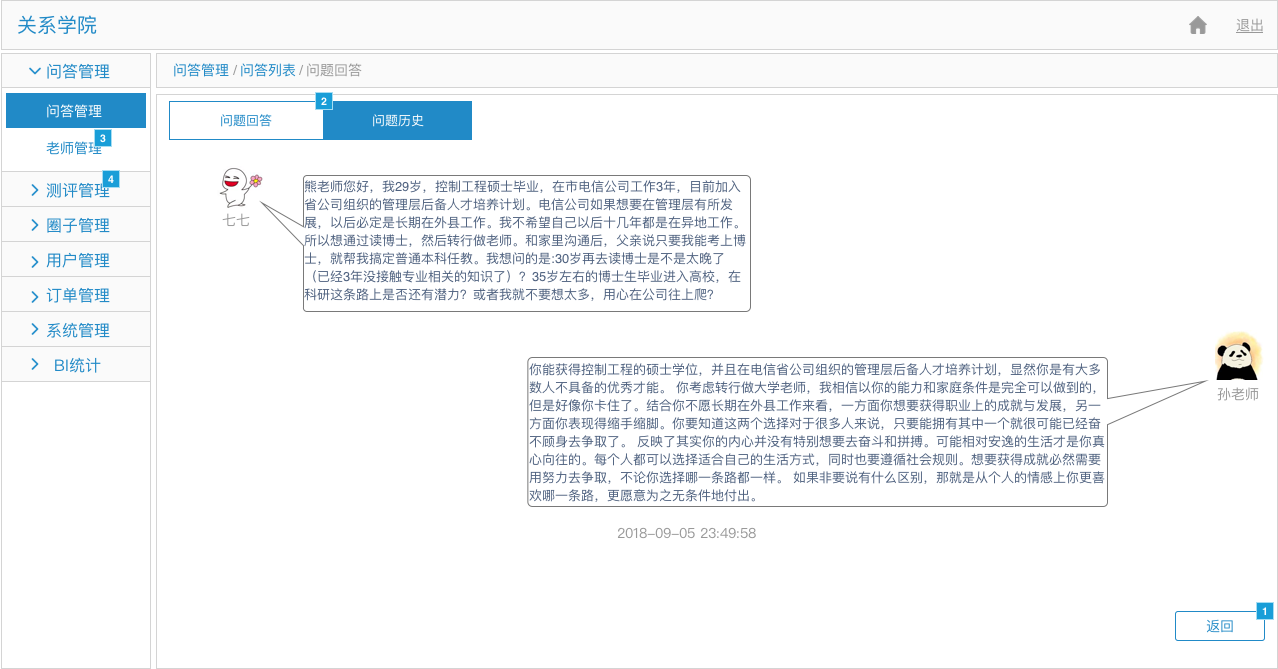 关系学院
退出
问答管理
问答管理
老师管理
3
测评管理
4
圈子管理
用户管理
订单管理
系统管理
BI统计
问答管理 / 问答列表 / 问题回答
问题回答
2
问题历史
七七
熊老师您好，我29岁，控制工程硕士毕业，在市电信公司工作3年，目前加入
省公司组织的管理层后备人才培养计划。电信公司如果想要在管理层有所发
展，以后必定是长期在外县工作。我不希望自己以后十几年都是在异地工作。
所以想通过读博士，然后转行做老师。和家里沟通后，父亲说只要我能考上博
士，就帮我搞定普通本科任教。我想问的是:30岁再去读博士是不是太晚了
（已经3年没接触专业相关的知识了）？35岁左右的博士生毕业进入高校，在
科研这条路上是否还有潜力？或者我就不要想太多，用心在公司往上爬?
孙老师
你能获得控制工程的硕士学位，并且在电信省公司组织的管理层后备人才培养计划，显然你是有大多
数人不具备的优秀才能。 你考虑转行做大学老师，我相信以你的能力和家庭条件是完全可以做到的，
但是好像你卡住了。结合你不愿长期在外县工作来看，一方面你想要获得职业上的成就与发展，另一
方面你表现得缩手缩脚。你要知道这两个选择对于很多人来说，只要能拥有其中一个就很可能已经奋
不顾身去争取了。 反映了其实你的内心并没有特别想要去奋斗和拼搏。可能相对安逸的生活才是你真
心向往的。每个人都可以选择适合自己的生活方式，同时也要遵循社会规则。想要获得成就必然需要
用努力去争取，不论你选择哪一条路都一样。 如果非要说有什么区别，那就是从个人的情感上你更喜
欢哪一条路，更愿意为之无条件地付出。
2018-09-05 23:49:58
1
返回